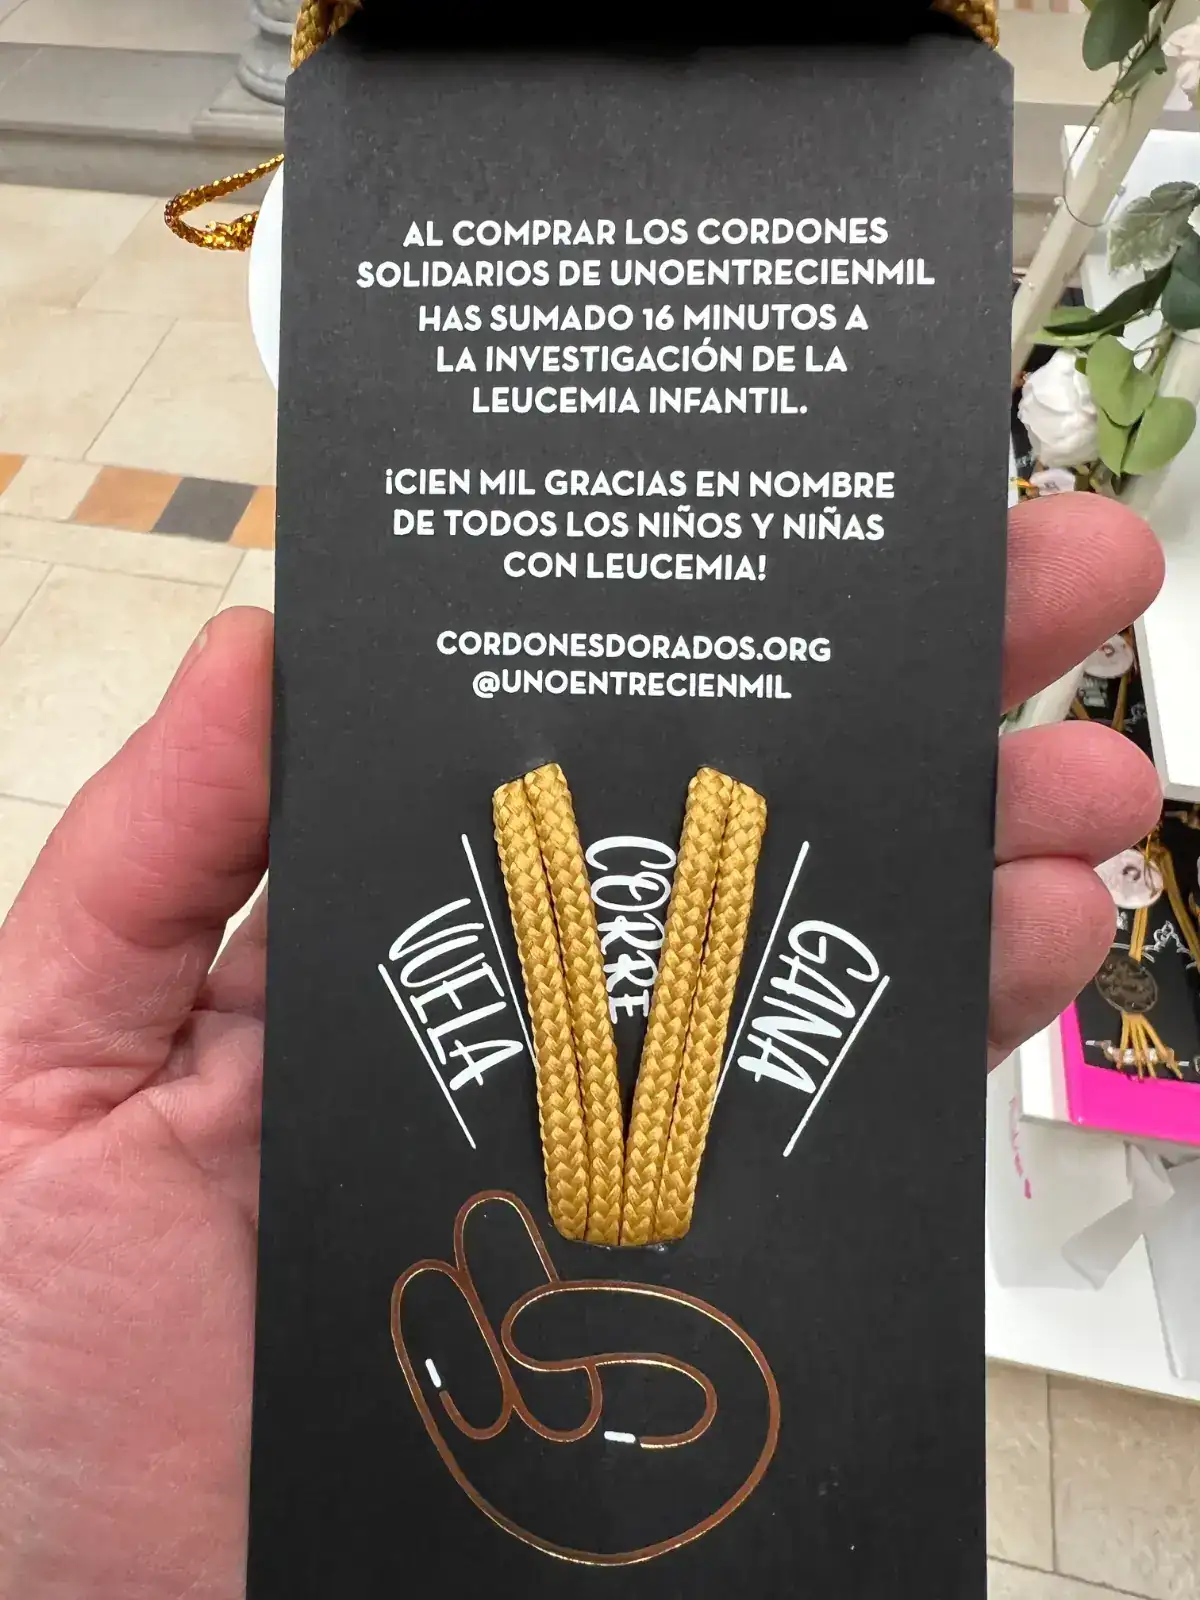 AL COMPRAR LOS CORDONES
SOLIDARIOS DE UNOENTRECIENMIL
HAS SUMADO 16 MINUTOS A
LA INVESTIGACIÓN DE LA
LEUCEMIA INFANTIL.
¡CIEN MIL GRACIAS EN NOMBRE
DE TODOS LOS NIÑOS Y NIÑAS
CON LEUCEMIA!
CORDONESDORADOS.ORG
@UNOENTRECIENMIL
VUELA
CORRE
GANA